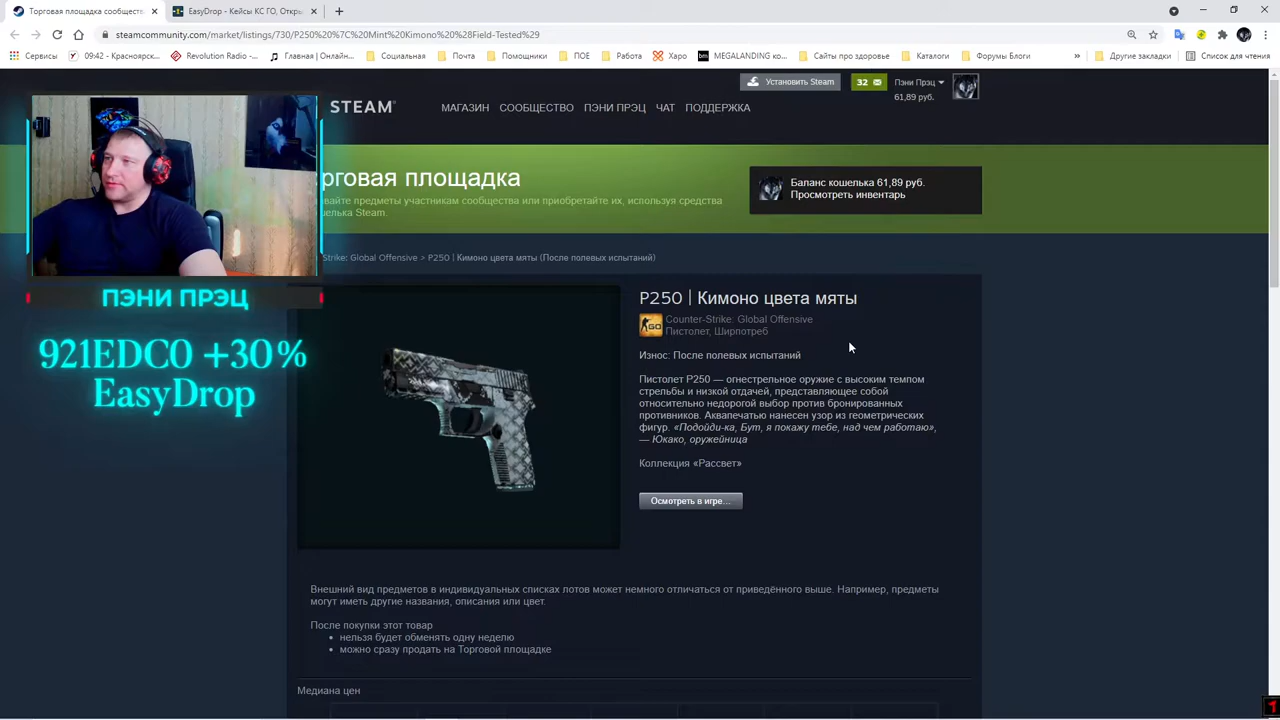 Торговая площадка сообщества
EasyDrop - Кейсы КС ГО, Откры
steamcommunity.com/market/listings/730/P250%20%7C%20Mint%20Kimono%20%28Field-Tested%29
Сервисы
09:42 - Красноярск...
Revolution Radio -...
Главная | Онлайн...
Социальная
Почта
Помощники
ПОЕ
Работа
Харо
MEGALANDING ко...
Сайты про здоровье
Каталоги
Форумы Блоги
»
Другие закладки
Список для чтения
Установить Steam
32
Пэни Прэц
61,89 руб.
STEAM
МАГАЗИН СООБЩЕСТВО ПЭНИ ПРЭЦ ЧАТ ПОДДЕРЖКА
рговая площадка
вайте предметы участникам сообщества или приобретайте их, используя средства
шелька Steam.
Баланс кошелька 61,89 руб.
Просмотреть инвентарь
Strike: Global Offensive > P250 | Кимоно цвета мяты (После полевых испытаний)
ПЭНИ ПРЭЦ
921EDC0 +30%
EasyDrop
P250 | Кимоно цвета мяты
GO
Counter-Strike: Global Offensive
Пистолет, Ширпотреб
Износ: После полевых испытаний
Пистолет P250 — огнестрельное оружие с высоким темпом
стрельбы и низкой отдачей, представляющее собой
относительно недорогой выбор против бронированных
противников. Аквапечатью нанесен узор из геометрических
фигур. «Подойди-ка, Бут, я покажу тебе, над чем работаю»,
— Юкако, оружейница
Коллекция «Рассвет»
Осмотреть в игре...
Внешний вид предметов в индивидуальных списках лотов может немного отличаться от приведённого выше. Например, предметы
могут иметь другие названия, описания или цвет.
После покупки этот товар
• нельзя будет обменять одну неделю
• можно сразу продать на Торговой площадке
Медиана цен
1